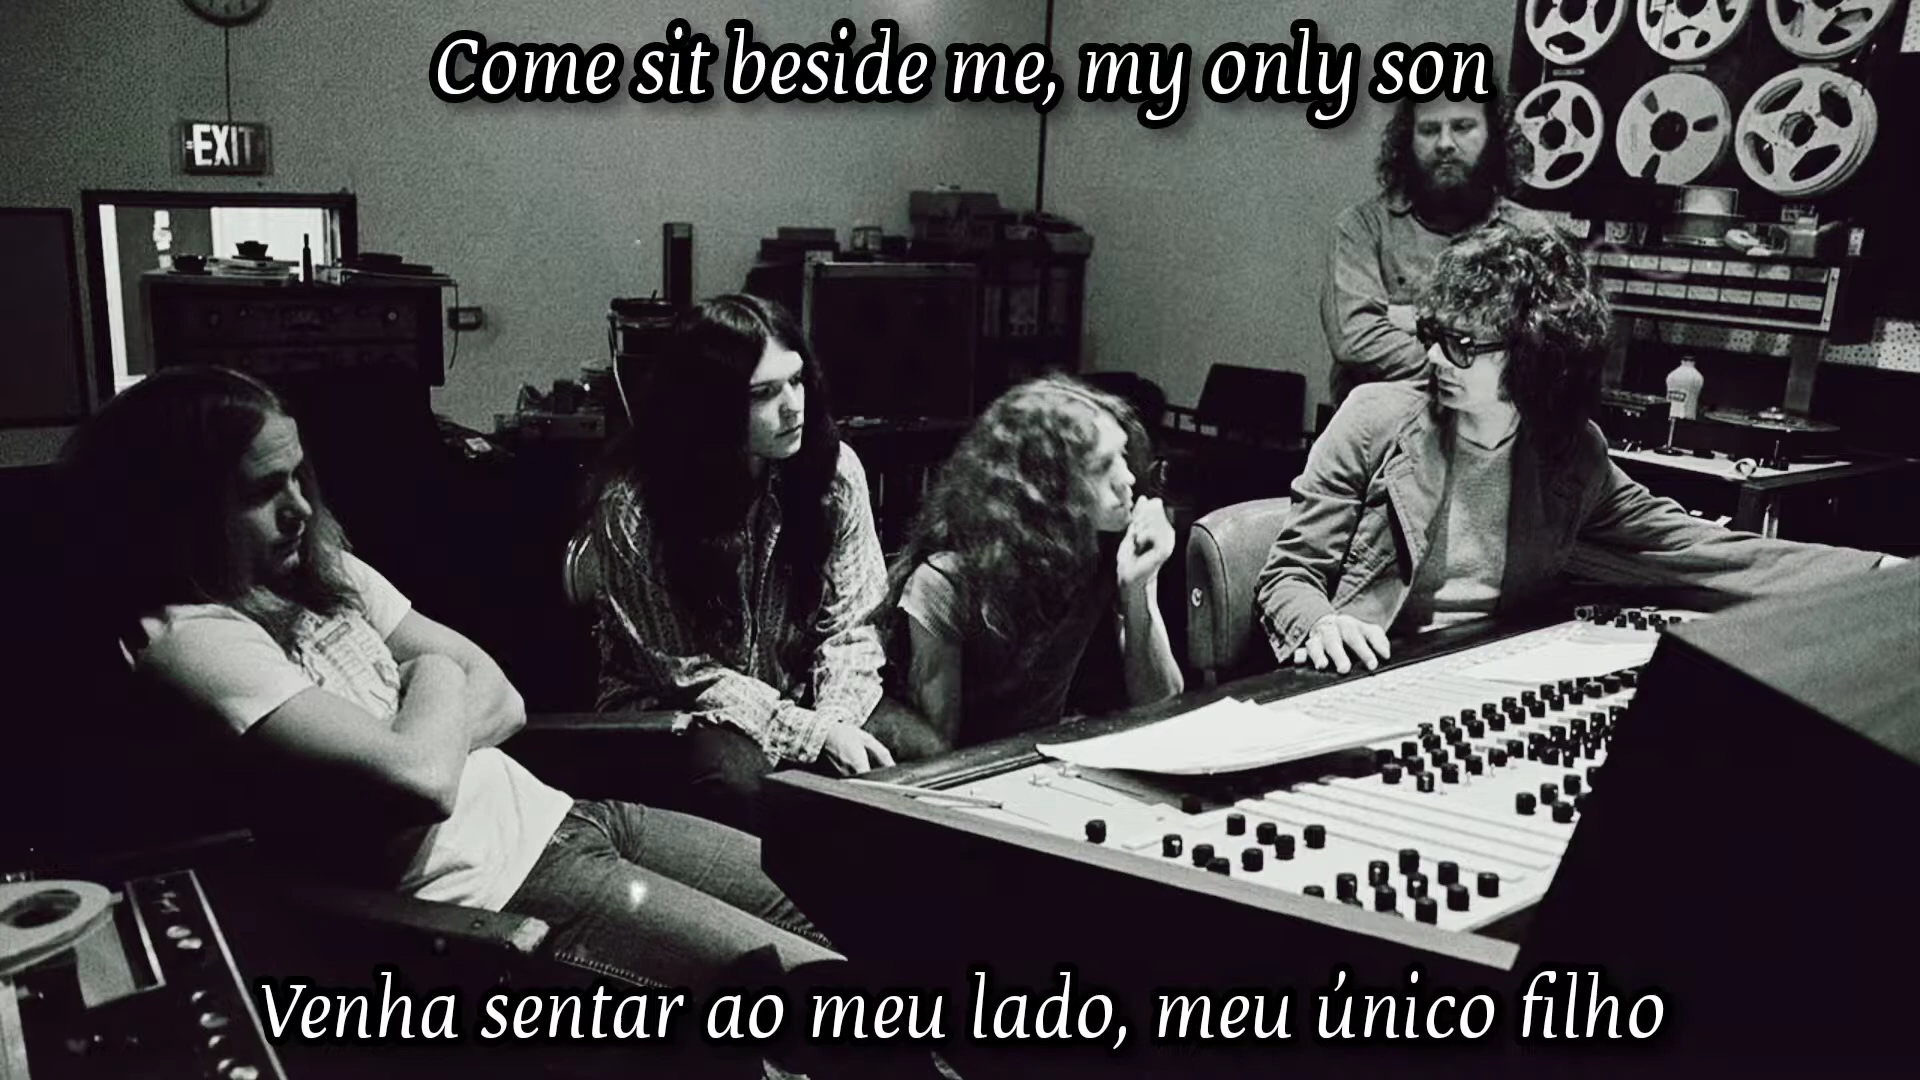 Come sit beside me, my only son
EXIT
Venha sentar ao meu lado, meu único filho